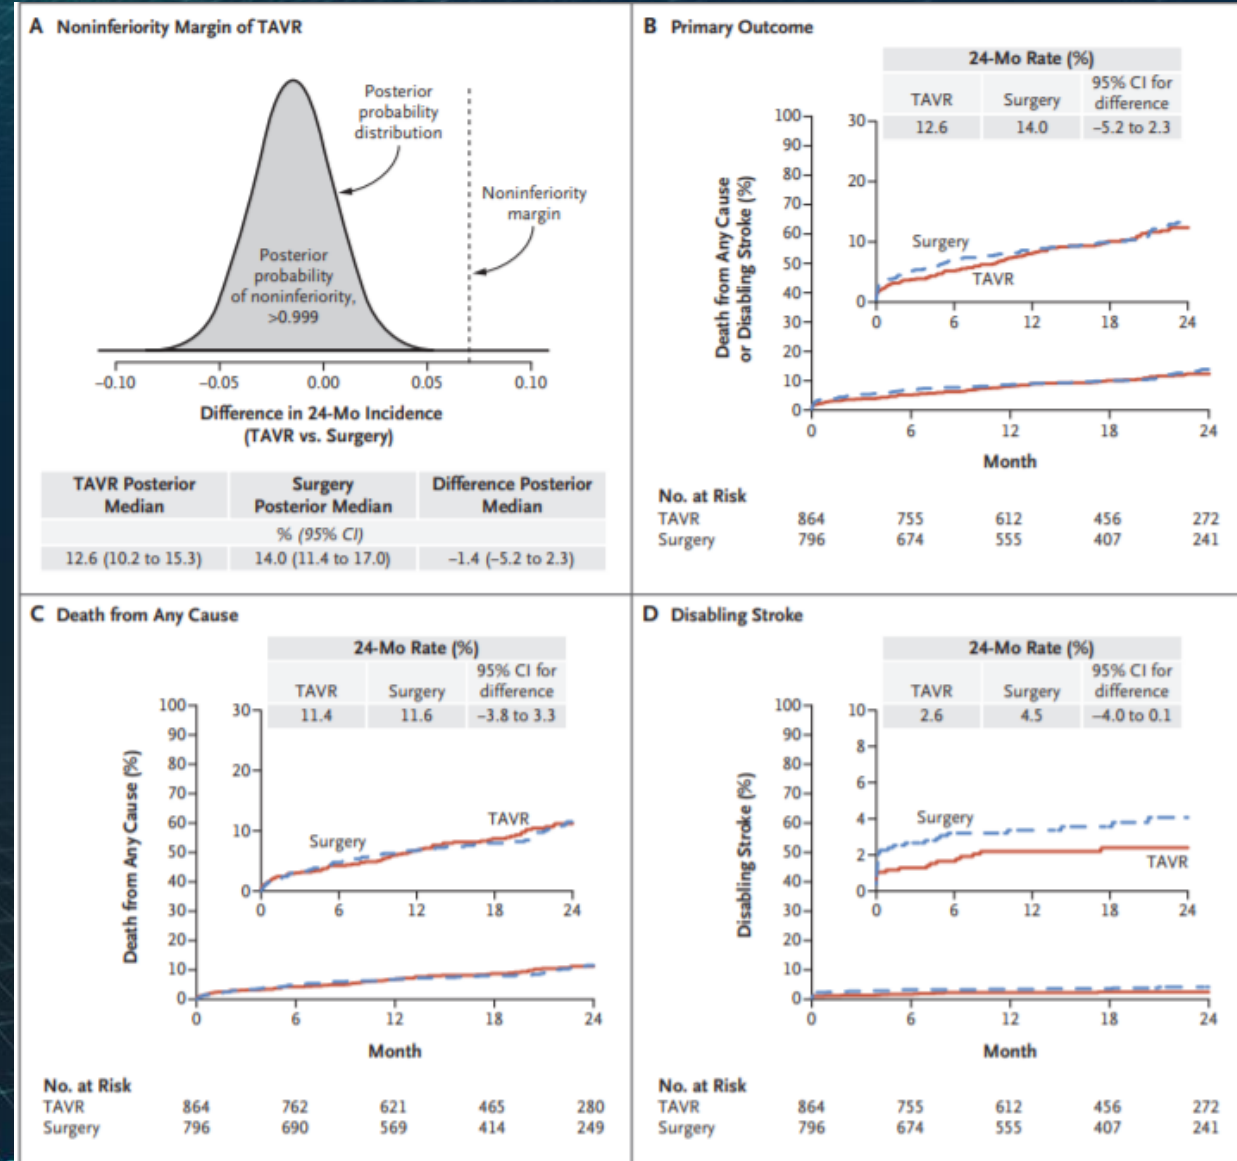 A Noninferiority Margin of TAVR
Posterior
probability
distribution
Noninferiority
margin
Posterior
probability
of noninferiority,
>0.999
−0.10 −0.05 0.00 0.05 0.10
Difference in 24-Mo Incidence
(TAVR vs. Surgery)
TAVR Posterior
Median
Surgery
Posterior Median
Difference Posterior
Median
% (95% CI)
12.6 (10.2 to 15.3) 14.0 (11.4 to 17.0) −1.4 (−5.2 to 2.3)
B Primary Outcome
24-Mo Rate (%)
TAVR Surgery 95% CI for
difference
12.6 14.0 −5.2 to 2.3
Death from Any Cause
or Disabling Stroke (%)
100
90
80
70
60
50
40
30
20
10
0
30
20
10
0
Surgery
TAVR
0 6 12 18 24
0 6 12 18 24
Month
No. at Risk
TAVR 864 755 612 456 272
Surgery 796 674 555 407 241
C Death from Any Cause
24-Mo Rate (%)
TAVR Surgery 95% CI for
difference
11.4 11.6 −3.8 to 3.3
Death from Any Cause (%)
100
90
80
70
60
50
40
30
20
10
0
30
20
10
0
Surgery
TAVR
0 6 12 18 24
0 6 12 18 24
Month
No. at Risk
TAVR 864 762 621 465 280
Surgery 796 690 569 414 249
D Disabling Stroke
24-Mo Rate (%)
TAVR Surgery 95% CI for
difference
2.6 4.5 −4.0 to 0.1
Disabling Stroke (%)
100
90
80
70
60
50
40
30
20
10
0
10
8
6
4
2
0
Surgery
TAVR
0 6 12 18 24
0 6 12 18 24
Month
No. at Risk
TAVR 864 755 612 456 272
Surgery 796 674 555 407 241